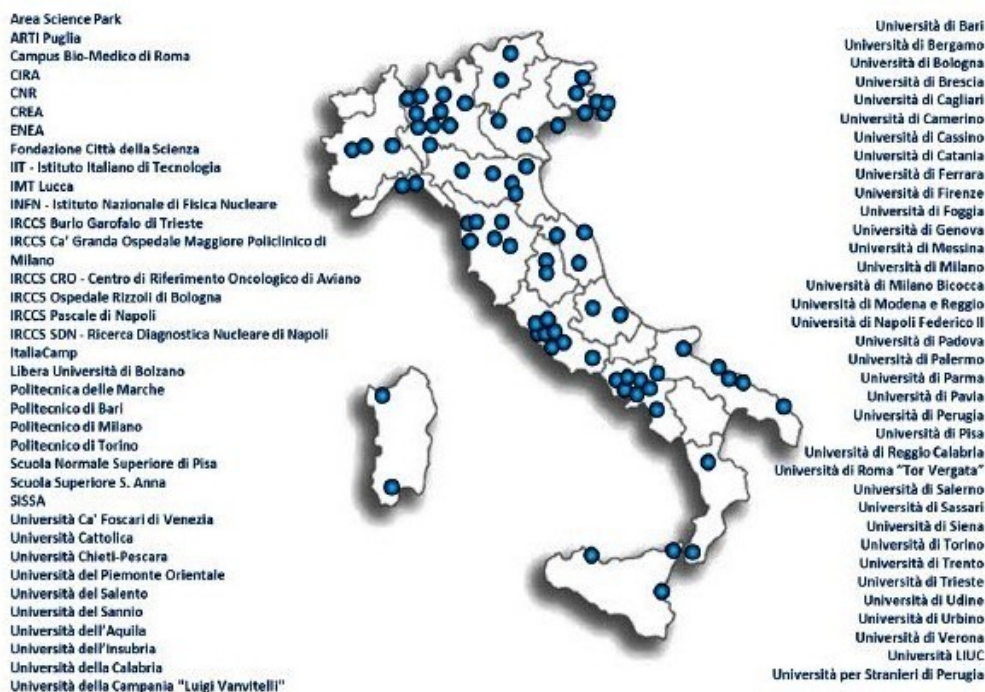 Area Science Park
ARTI Puglia
Campus Bio-Medico di Roma
CIRA
CNR
CREA
ENEA
Fondazione Città della Scienza
IIT - Istituto Italiano di Tecnologia
IMT Lucca
INFN - Istituto Nazionale di Fisica Nucleare
IRCCS Burlo Garofalo di Trieste
IRCCS Ca' Granda Ospedale Maggiore Policlinico di
Milano
IRCCS CRO - Centro di Riferimento Oncologico di Aviano
IRCCS Ospedale Rizzoli di Bologna
IRCCS Pascale di Napoli
IRCCS SDN - Ricerca Diagnostica Nucleare di Napoli
ItaliaCamp
Libera Università di Bolzano
Politecnica delle Marche
Politecnico di Bari
Politecnico di Milano
Politecnico di Torino
Scuola Normale Superiore di Pisa
Scuola Superiore S. Anna
SISSA
Università Ca' Foscari di Venezia
Università Cattolica
Università Chieti-Pescara
Università del Piemonte Orientale
Università del Salento
Università del Sannio
Università dell'Aquila
Università dell'Insubria
Università della Calabria
Università della Campania "Luigi Vanvitelli"
Università di Bari
Università di Bergamo
Università di Bologna
Università di Brescia
Università di Cagliari
Università di Camerino
Università di Cassino
Università di Catania
Università di Ferrara
Università di Firenze
Università di Foggia
Università di Genova
Università di Messina
Università di Milano
Università di Milano Bicocca
Università di Modena e Reggio
Università di Napoli Federico II
Università di Padova
Università di Palermo
Università di Parma
Università di Pavia
Università di Perugia
Università di Pisa
Università di Reggio Calabria
Università di Roma "Tor Vergata"
Università di Salerno
Università di Sassari
Università di Siena
Università di Torino
Università di Trento
Università di Trieste
Università di Udine
Università di Urbino
Università di Verona
Università LIUC
Università per Stranieri di Perugia